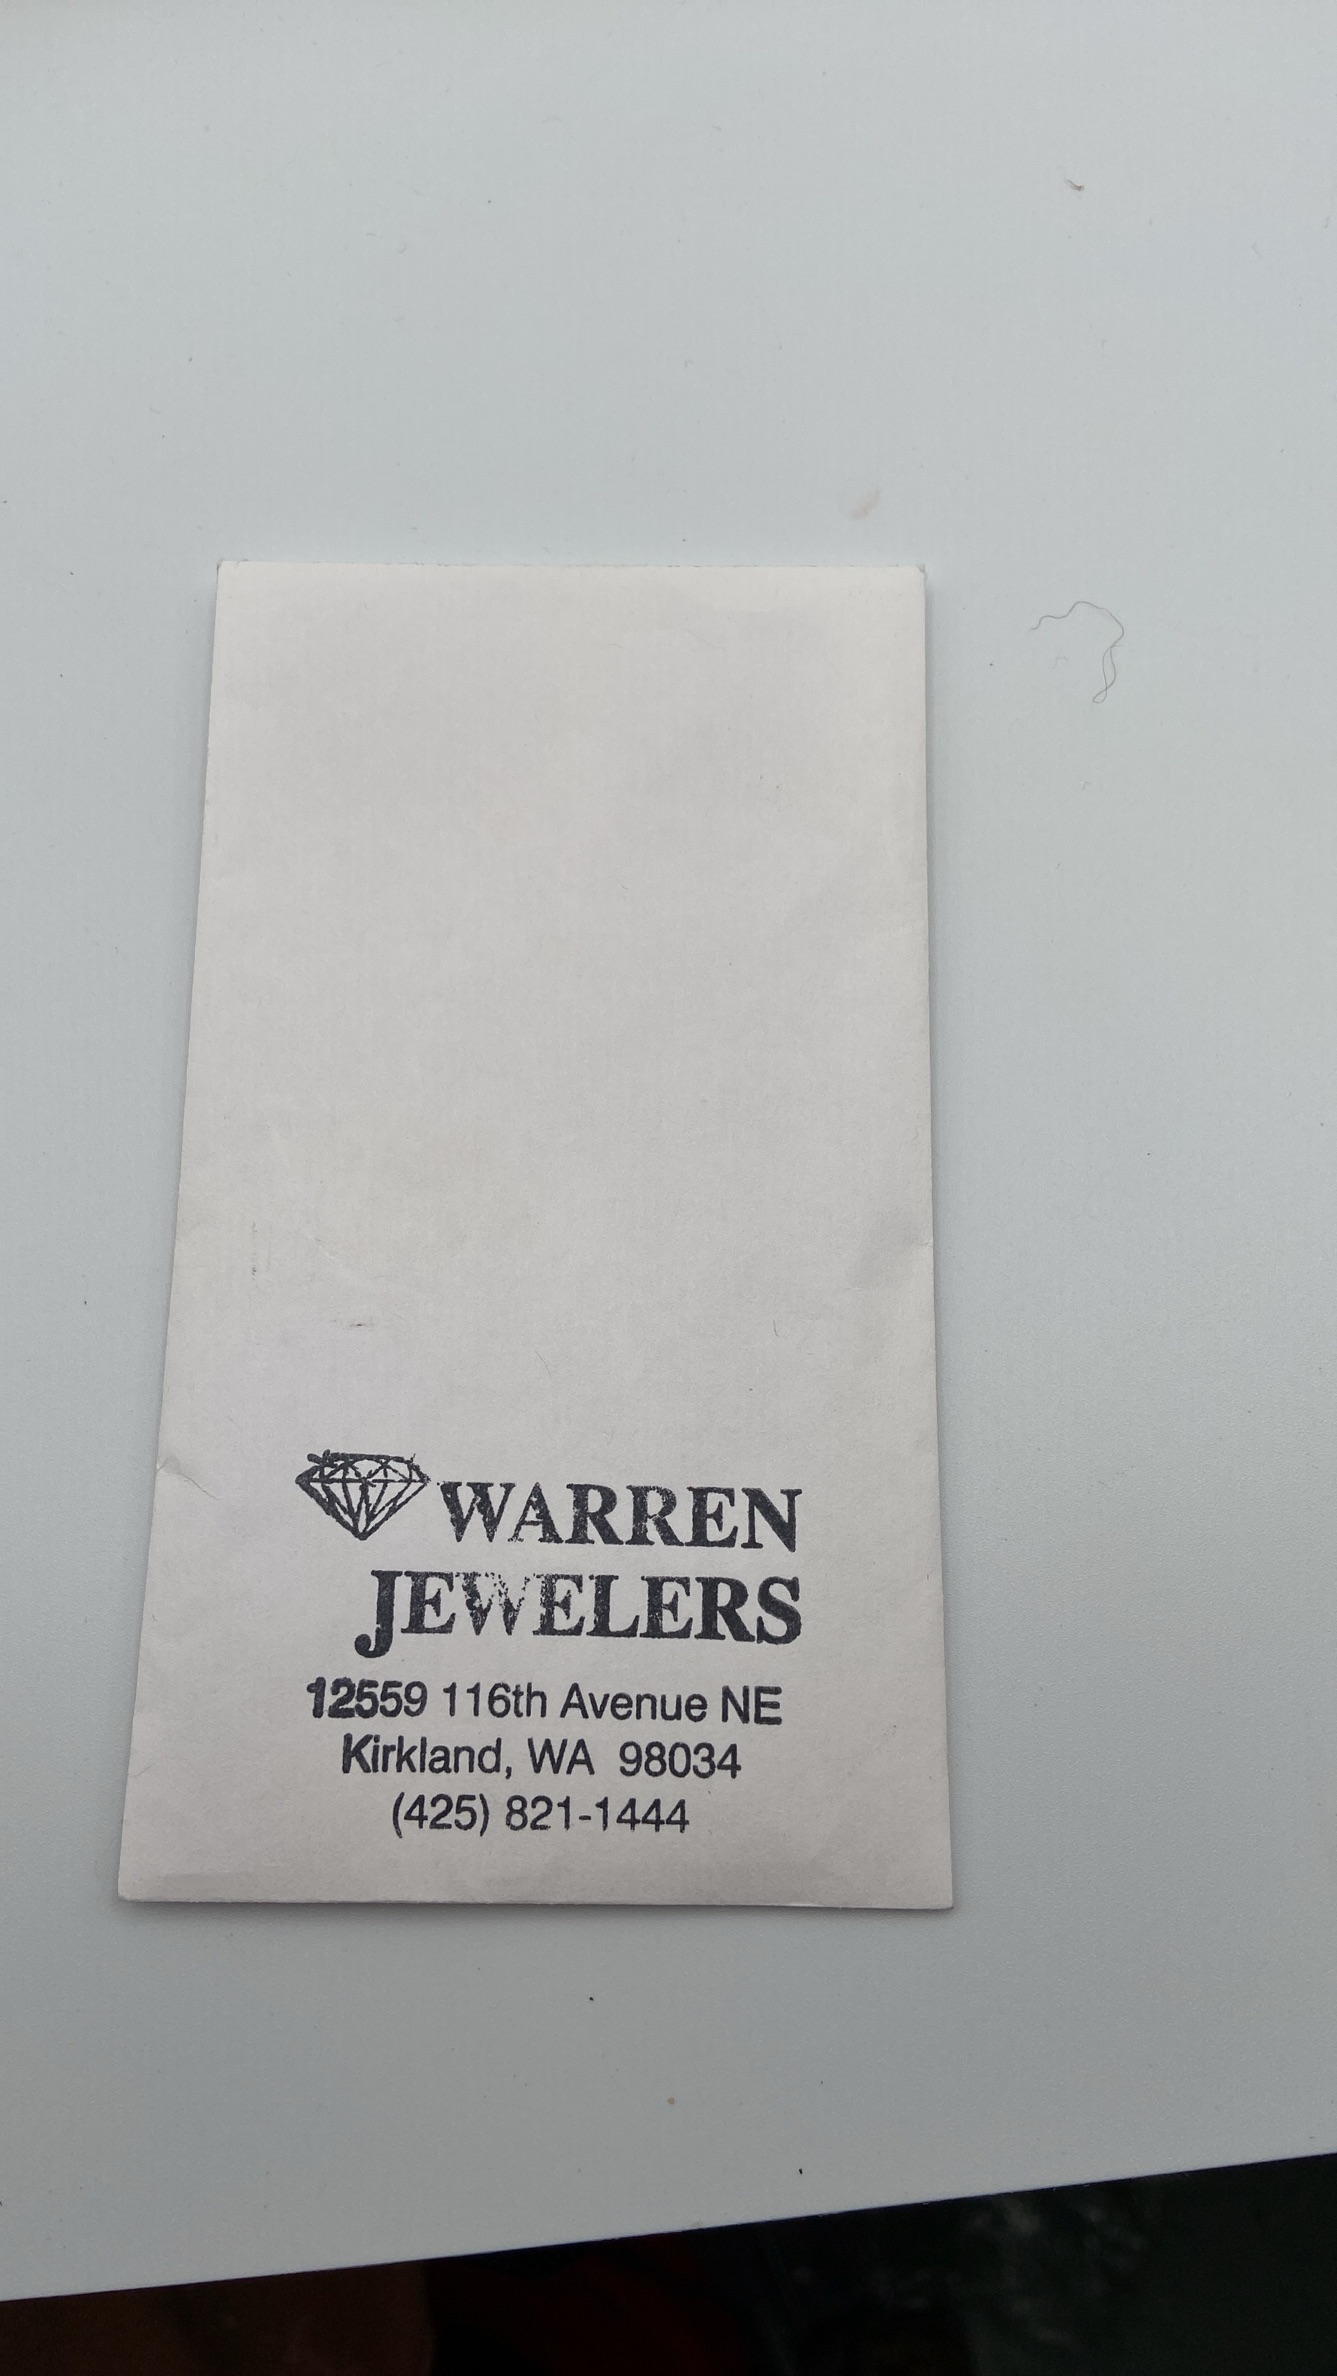 WARREN
JEWELERS
12559 116th Avenue NE
Kirkland, WA 98034
(425) 821-1444